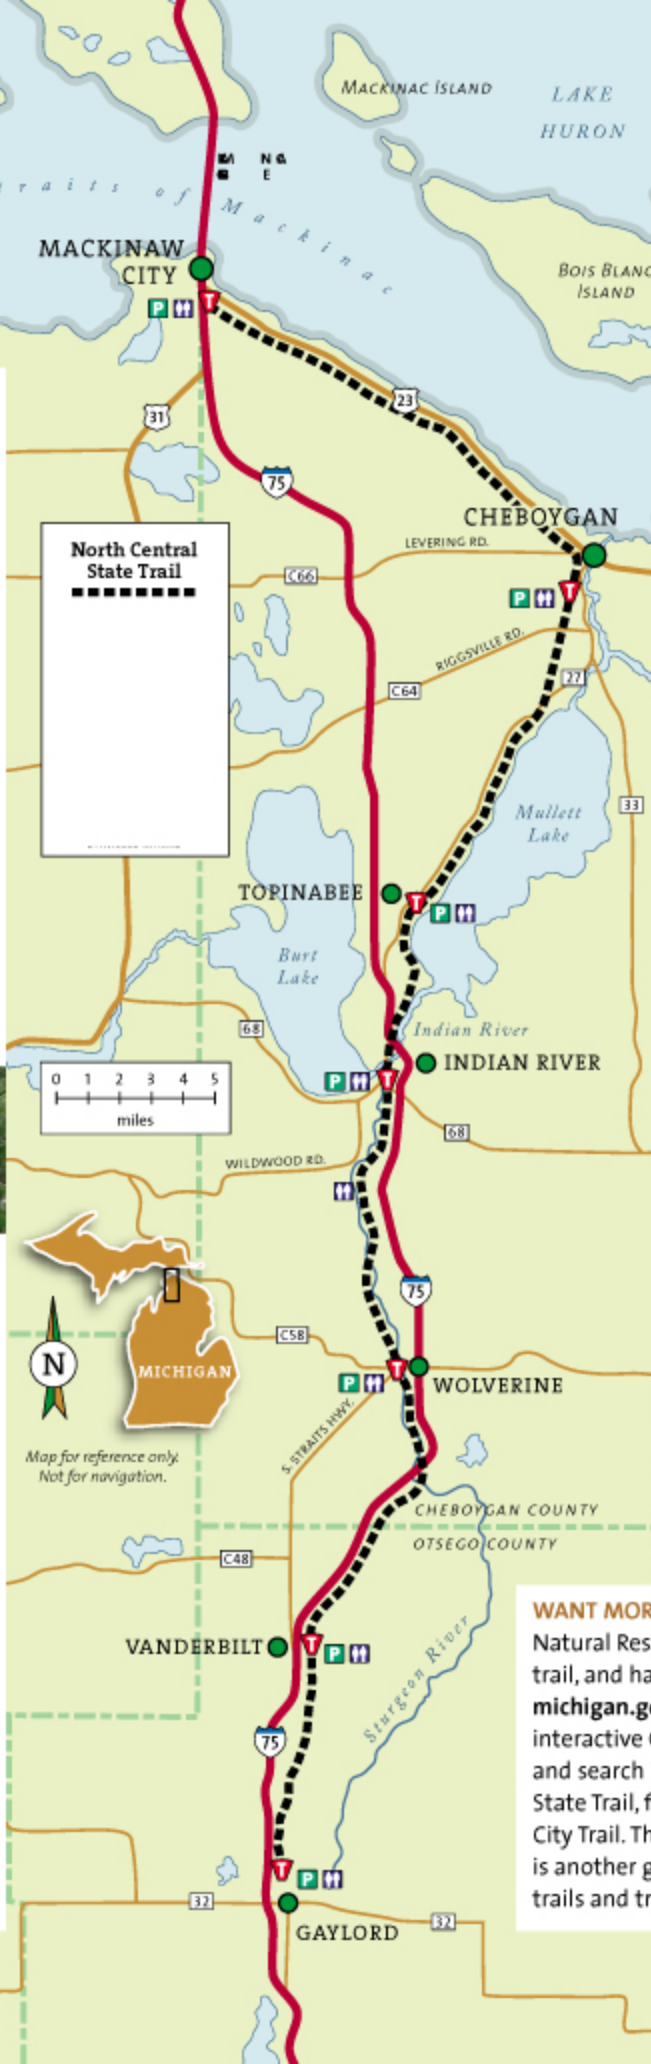 MACKINAC ISLAND
LAKE
HURON
Straits of Mackinac
MACKINAW
CITY
BOIS BLANC
ISLAND
P
T
31
23
75
CHEBOYGAN
LEVERING RD.
North Central
State Trail
C66
P
T
RIGGSVILLE RD.
27
C64
33
Mullett
Lake
TOPINABEE
T
P
Burt
Lake
68
Indian River
INDIAN RIVER
0 1 2 3 4 5
miles
P
T
68
WILDWOOD RD.
75
C58
N
MICHIGAN
T
P
WOLVERINE
S. STRAITS HWY.
Map for reference only.
Not for navigation.
CHEBOYGAN COUNTY
OTSEGO COUNTY
C48
VANDERBILT
T
P
Sturgeon River
75
WANT MOR
Natural Res
trail, and ha
michigan.g
interactive
and search
State Trail, f
City Trail. Th
is another g
trails and tr
T
P
32
32
GAYLORD